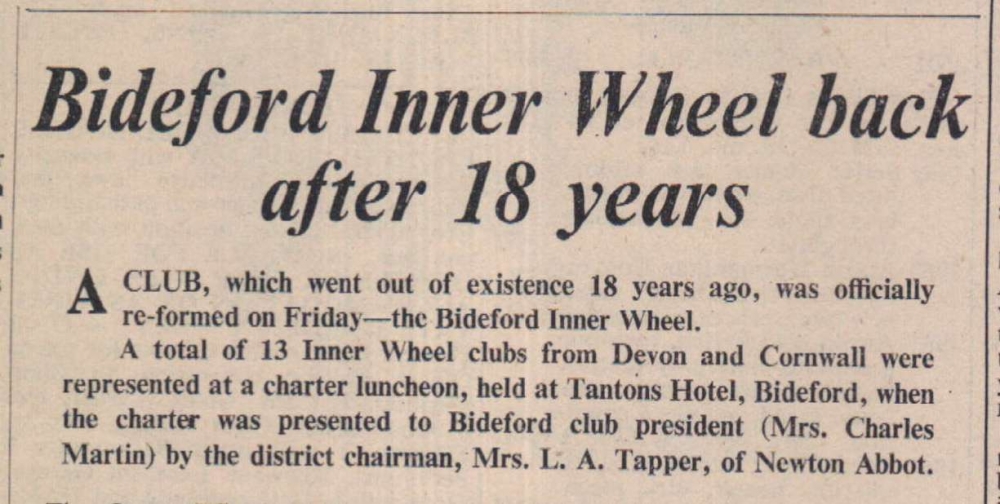 Bideford Inner Wheel back
after 18 years
A CLUB, which went out of existence 18 years ago, was officially
re-formed on Friday—the Bideford Inner Wheel.
A total of 13 Inner Wheel clubs from Devon and Cornwall were
represented at a charter luncheon, held at Tantons Hotel, Bideford, when
the charter was presented to Bideford club president (Mrs. Charles
Martin) by the district chairman, Mrs. L. A. Tapper, of Newton Abbot.